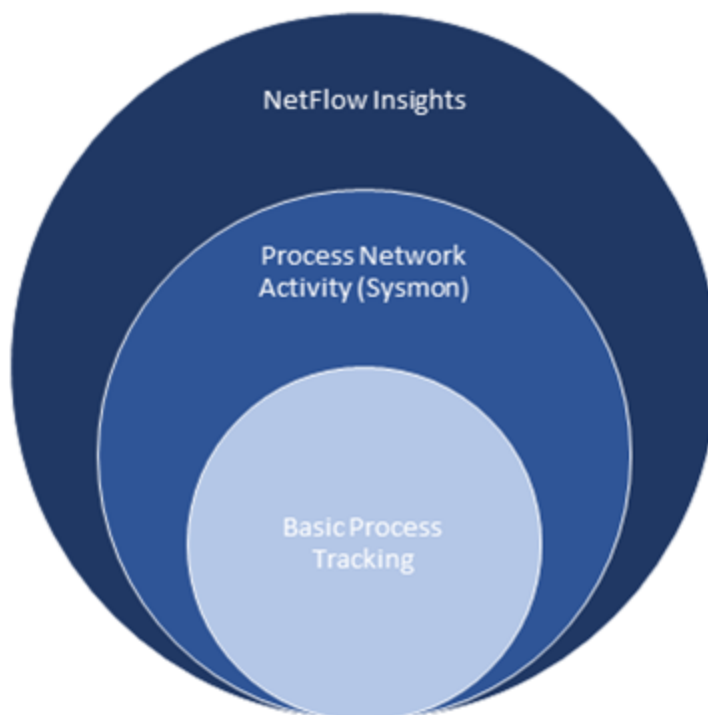 NetFlow Insights
Process Network
Activity (Sysmon)
Basic Process
Tracking